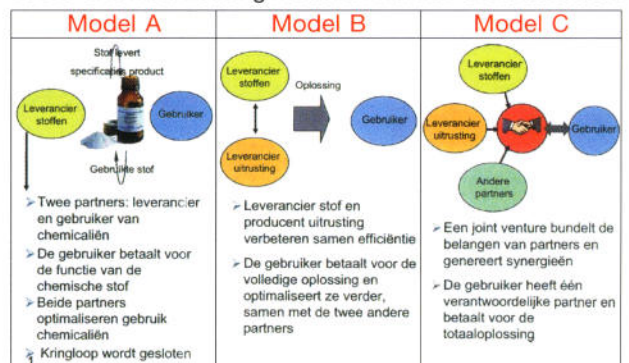 Model A
Model B
Model C
Stof levert
specificaties product
Leverancier
stoffen
Gebruiker
Gebruikte stof
➢ Twee partners: leverancier
en gebruiker van
chemicaliën
➢ De gebruiker betaalt voor
de functie van de
chemische stof
➢ Beide partners
optimaliseren gebruik
chemicaliën
➢ Kringloop wordt gesloten
Leverancier
stoffen
Oplossing
Gebruiker
Leverancier
uitrusting
➢ Leverancier stof en
producent uitrusting
verbeteren samen efficiëntie
➢ De gebruiker betaalt voor de
volledige oplossing en
optimaliseert ze verder,
samen met de twee andere
partners
Leverancier
stoffen
Leverancier
uitrusting
Gebruiker
Andere
partners
➢ Een joint venture bundelt de
belangen van partners en
genereert synergieën
➢ De gebruiker heeft één
verantwoordelijke partner en
betaalt voor de
totaaloplossing